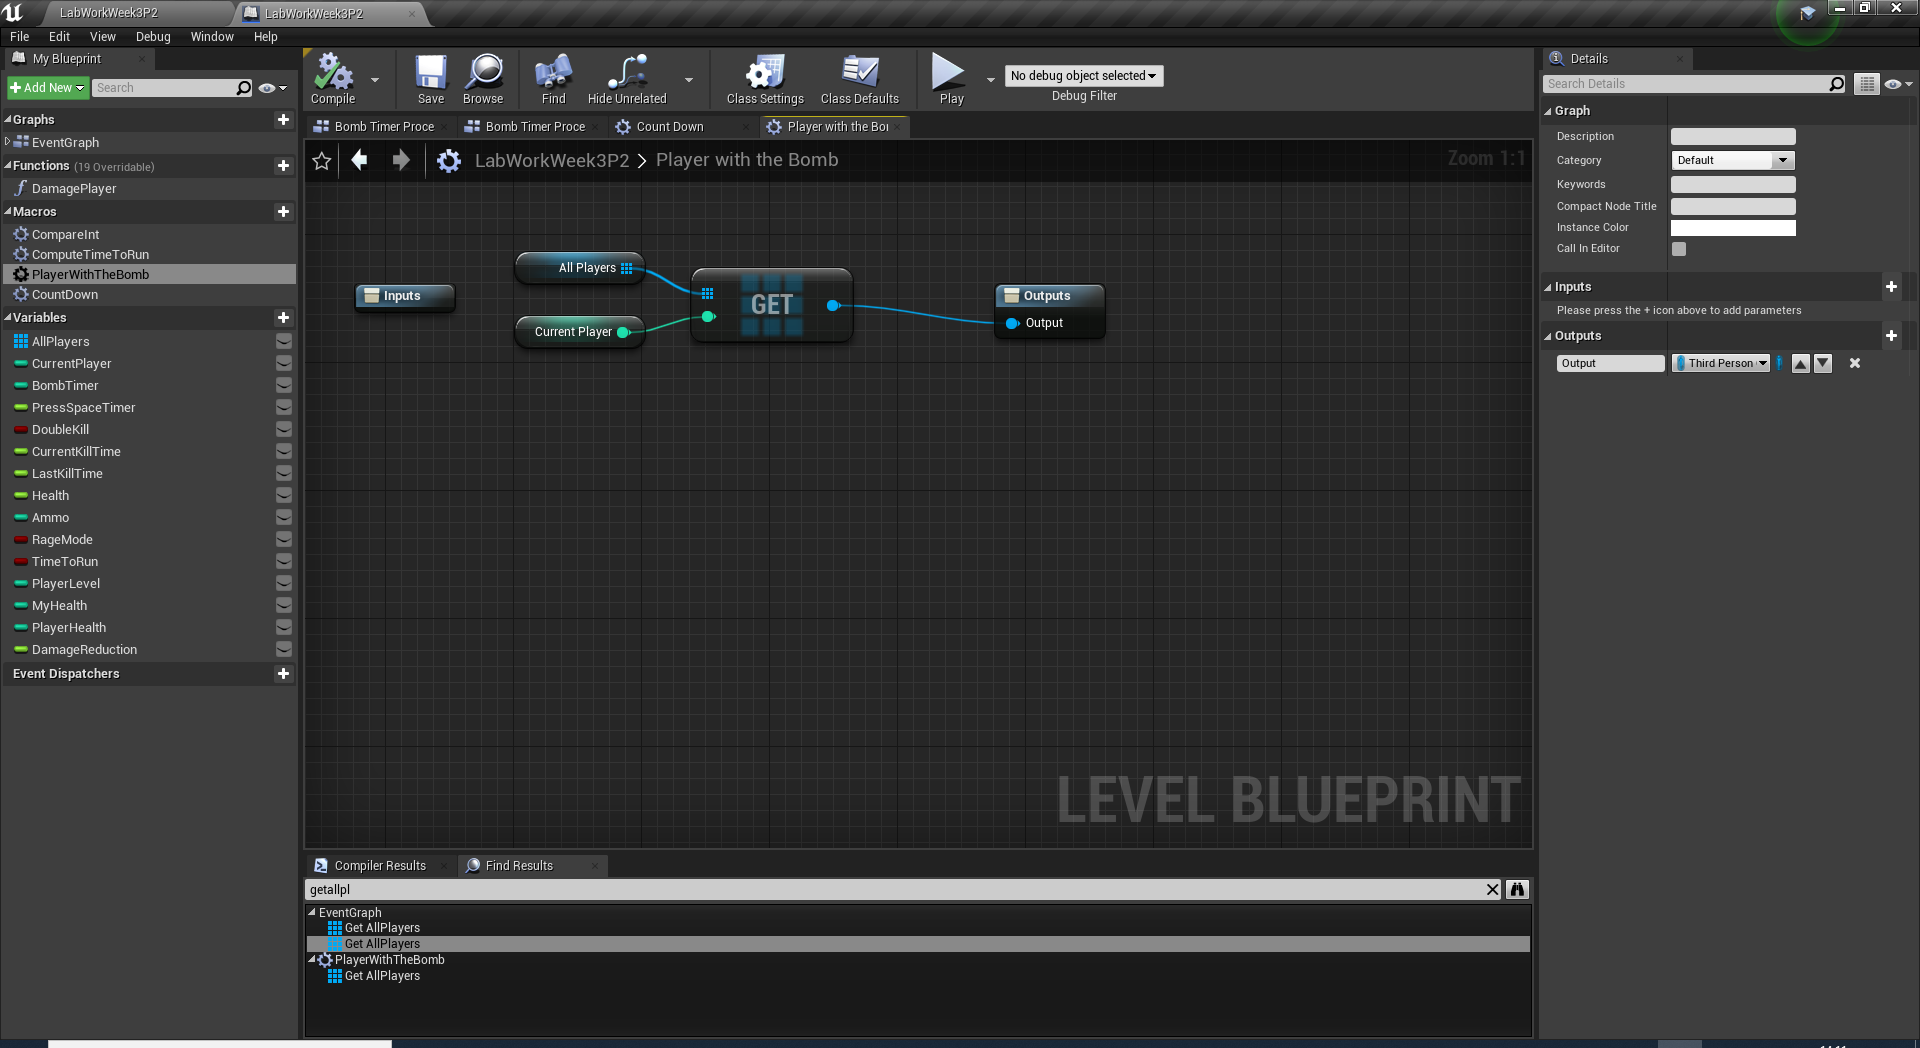 LabWorkWeek3P2
LabWorkWeek3P2
File Edit View Debug Window Help
My Blueprint
Add New
Search
Graphs
EventGraph
Functions (19 Overridable)
DamagePlayer
Macros
CompareInt
ComputeTimeToRun
PlayerWithTheBomb
CountDown
Variables
AllPlayers
CurrentPlayer
BombTimer
PressSpaceTimer
DoubleKill
CurrentKillTime
LastKillTime
Health
Ammo
RageMode
TimeToRun
PlayerLevel
MyHealth
PlayerHealth
DamageReduction
Event Dispatchers
Compile
Save
Browse
Find
Hide Unrelated
Class Settings
Class Defaults
Play
No debug object selected
Debug Filter
Bomb Timer Proce
Bomb Timer Proce
Count Down
Player with the Bor
LabWorkWeek3P2 > Player with the Bomb
Zoom 1:1
Inputs
All Players
Current Player
GET
Outputs
Output
LEVEL BLUEPRINT
Compiler Results
Find Results
getallpl
EventGraph
Get AllPlayers
Get AllPlayers
PlayerWithTheBomb
Get AllPlayers
Details
Search Details
Graph
Description
Category Default
Keywords
Compact Node Title
Instance Color
Call In Editor
Inputs
Please press the + icon above to add parameters
Outputs
Output Third Person